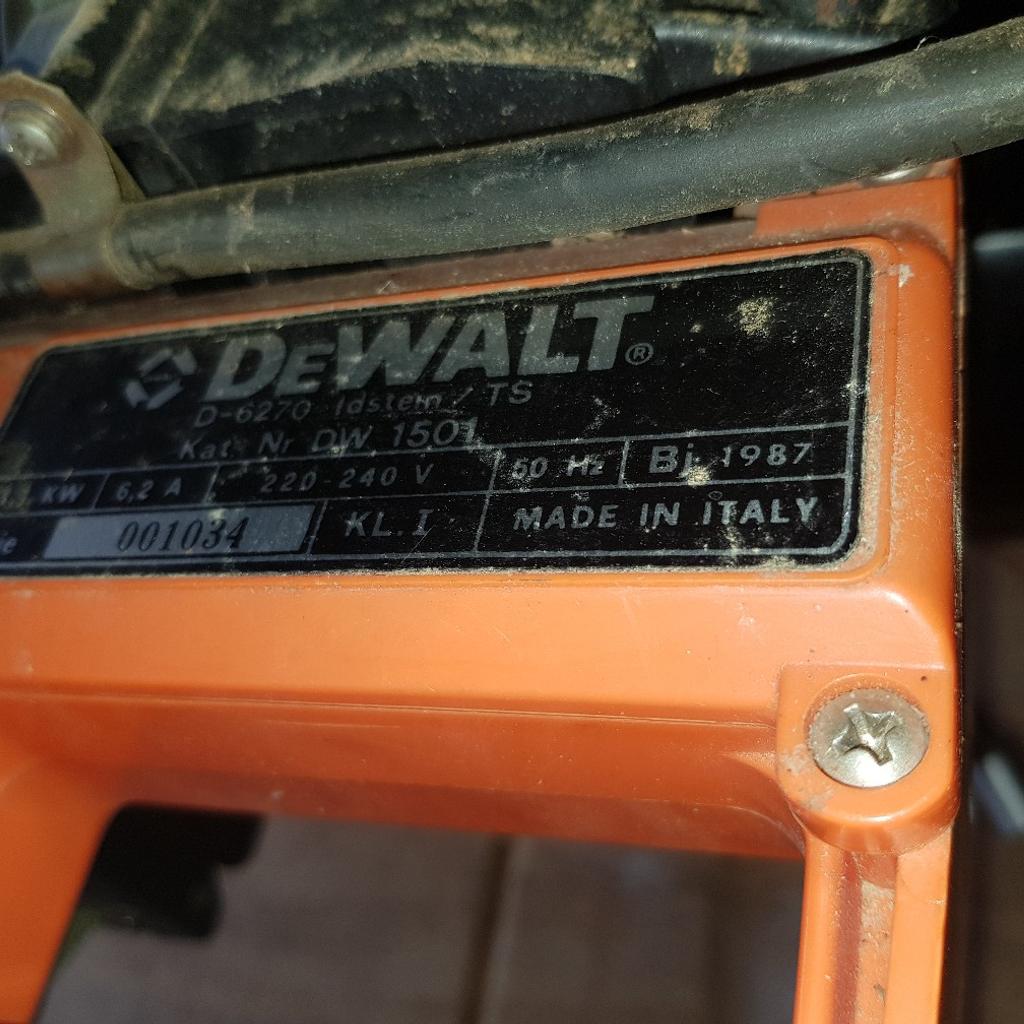 DEWALT®
D-6270 Idstein / TS
Kat. Nr DW 1501
KW 6,2 A 220-240 V 50 Hz Bj. 1987
001034 KL. I MADE IN ITALY